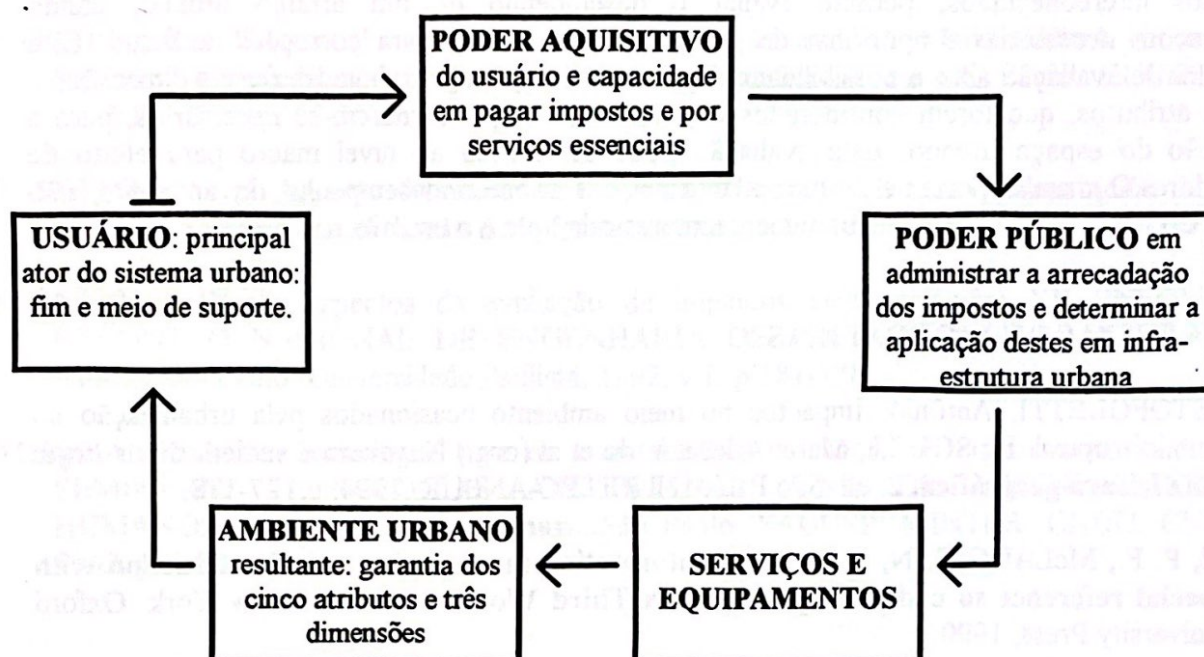 PODER AQUISITIVO
do usuário e capacidade
em pagar impostos e por
serviços essenciais
USUÁRIO: principal
ator do sistema urbano:
fim e meio de suporte.
PODER PÚBLICO em
administrar a arrecadação
dos impostos e determinar a
aplicação destes em infra-
estrutura urbana
AMBIENTE URBANO
resultante: garantia dos
cinco atributos e três
dimensões
SERVIÇOS E
EQUIPAMENTOS